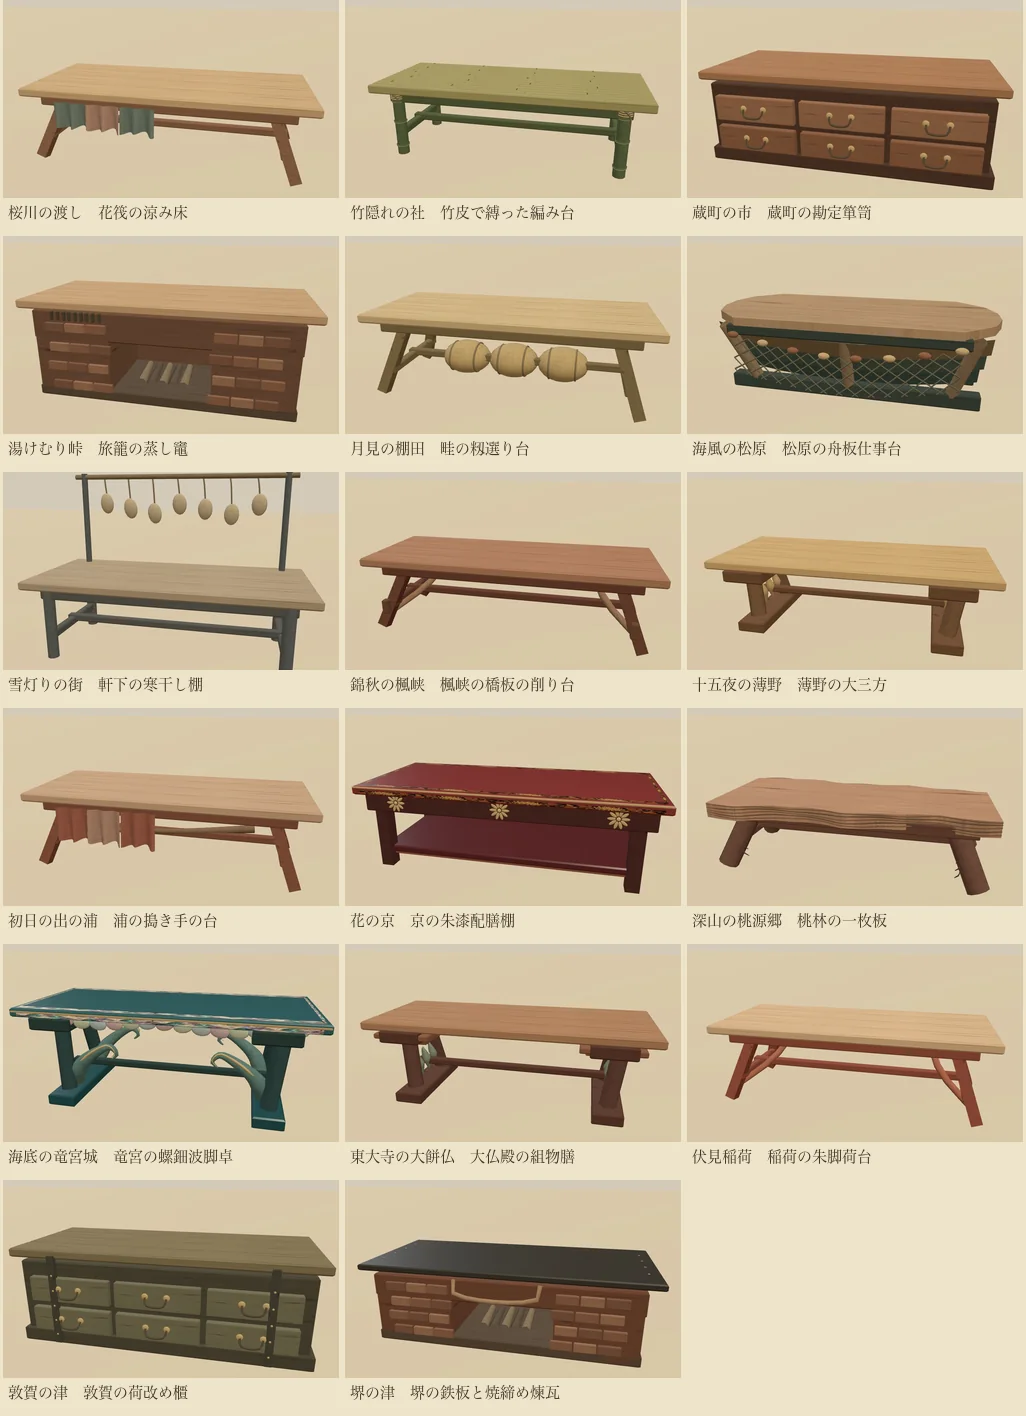 桜川の渡し　花筏の涼み床
竹隠れの社　竹皮で縛った編み台
蔵町の市　蔵町の勘定箪笥
湯けむり峠　旅籠の蒸し竈
月見の棚田　畦の籾選り台
海風の松原　松原の舟板仕事台
雪灯りの街　軒下の寒干し棚
錦秋の楓峡　楓峡の橋板の削り台
十五夜の薄野　薄野の大三方
初日の出の浦　浦の搗き手の台
花の京　京の朱漆配膳棚
深山の桃源郷　桃林の一枚板
海底の竜宮城　竜宮の螺鈿波脚卓
東大寺の大餅仏　大仏殿の組物膳
伏見稲荷　稲荷の朱脚荷台
敦賀の津　敦賀の荷改め櫃
堺の津　堺の鉄板と焼締め煉瓦